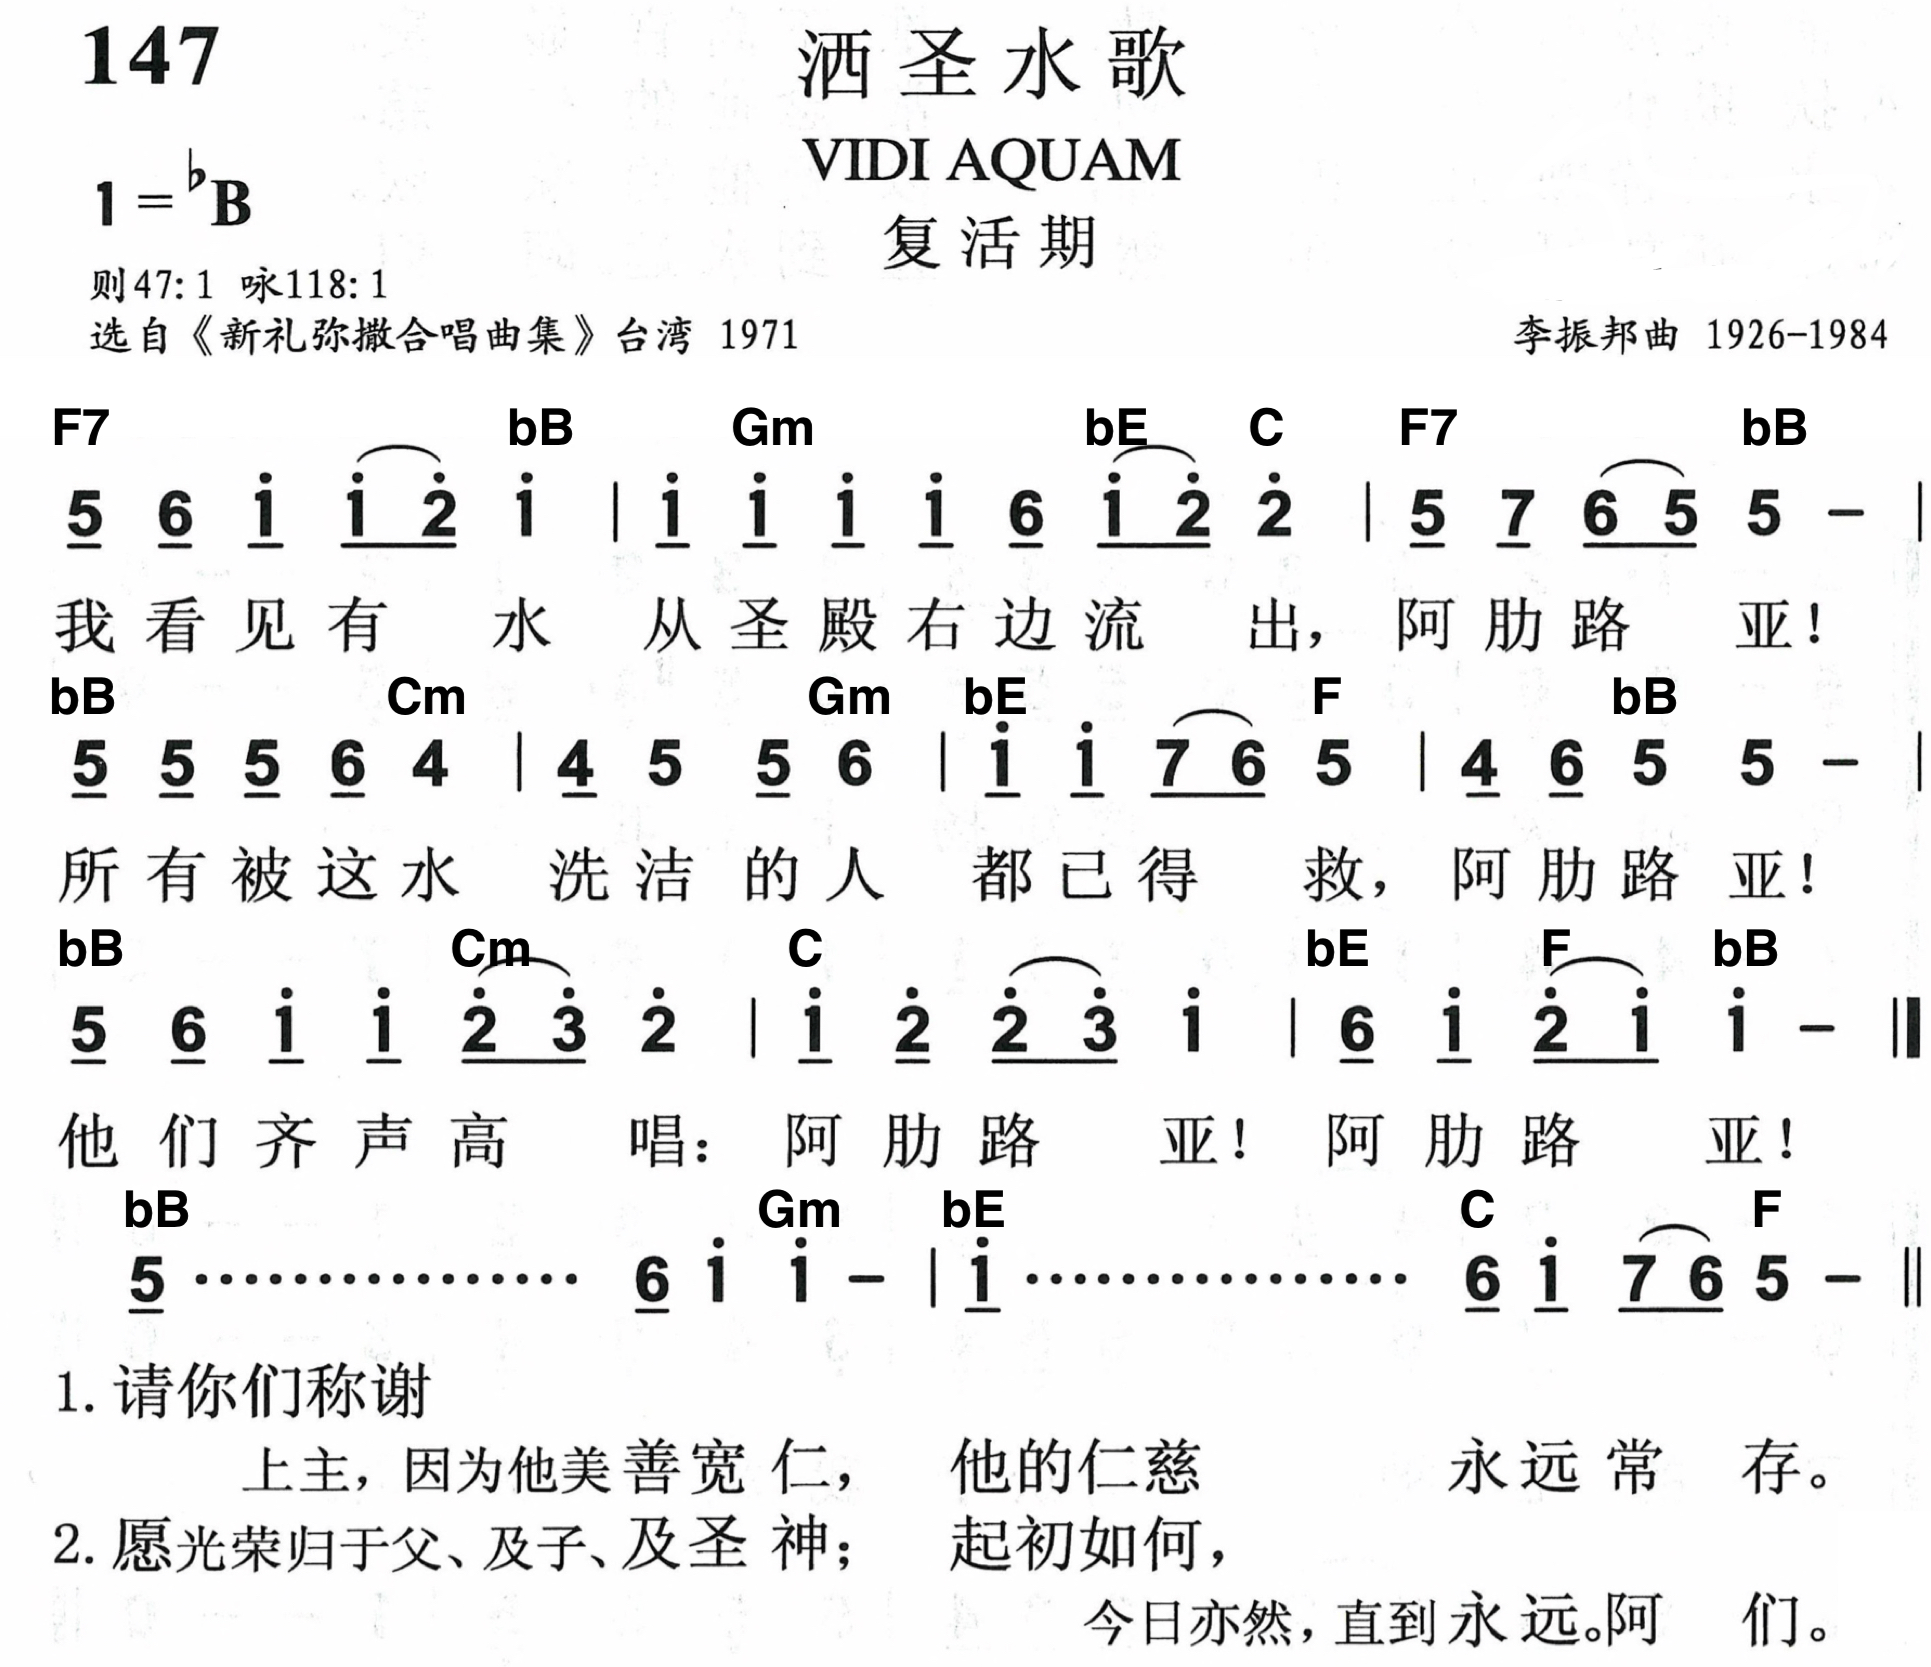 147
洒圣水歌
VIDI AQUAM
1=♭B
复活期
则47:1 咏118:1
选自《新礼弥撒合唱曲集》台湾 1971
李振邦曲 1926–1984
F7 bB Gm bE C F7 bB
5 6 i i 2̇ i | i i i i 6 i 2̇ 2̇ | 5 7 6 5 5 – |
我看见有 水 从圣殿右边流 出，阿肋路 亚！
bB Cm Gm bE F bB
5 5 5 6 4 | 4 5 5 6 | i i 7 6 5 | 4 6 5 5 – |
所有被这水 洗洁 的人 都已得 救，阿肋路 亚！
bB Cm C bE F bB
5 6 i i 2̇ 3̇ 2̇ | i 2̇ 2̇ 3̇ i | 6 i 2̇ i i – ‖
他们齐声高 唱：阿肋路 亚！阿肋路 亚！
bB Gm bE C F
5 ················ 6 i i – | i ················ 6 i 7 6 5 – ‖
1. 请你们称谢
上主，因为他美善宽仁， 他的仁慈 永远常 存。
2. 愿光荣归于父、及子、及圣神； 起初如何，
今日亦然，直到永远。阿 们。